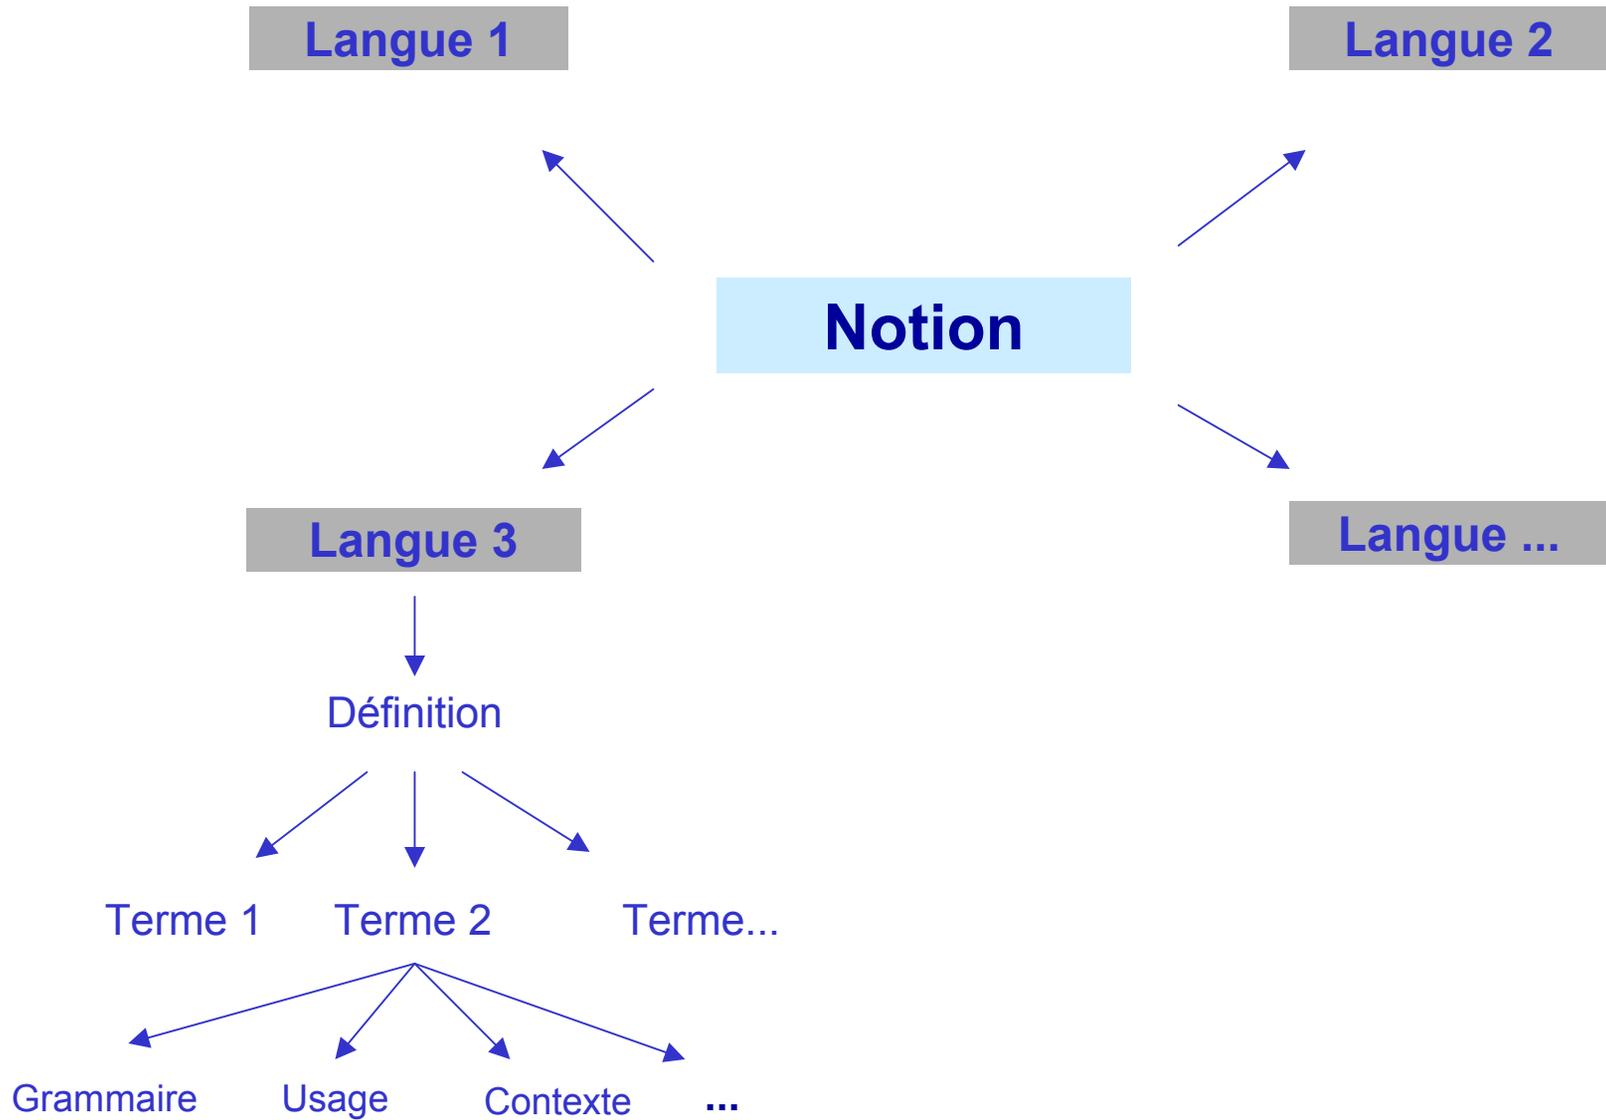 Langue 1
Langue 2
Notion
Langue 3
Langue ...
Définition
Terme 1
Terme 2
Terme...
Grammaire
Usage
Contexte
...